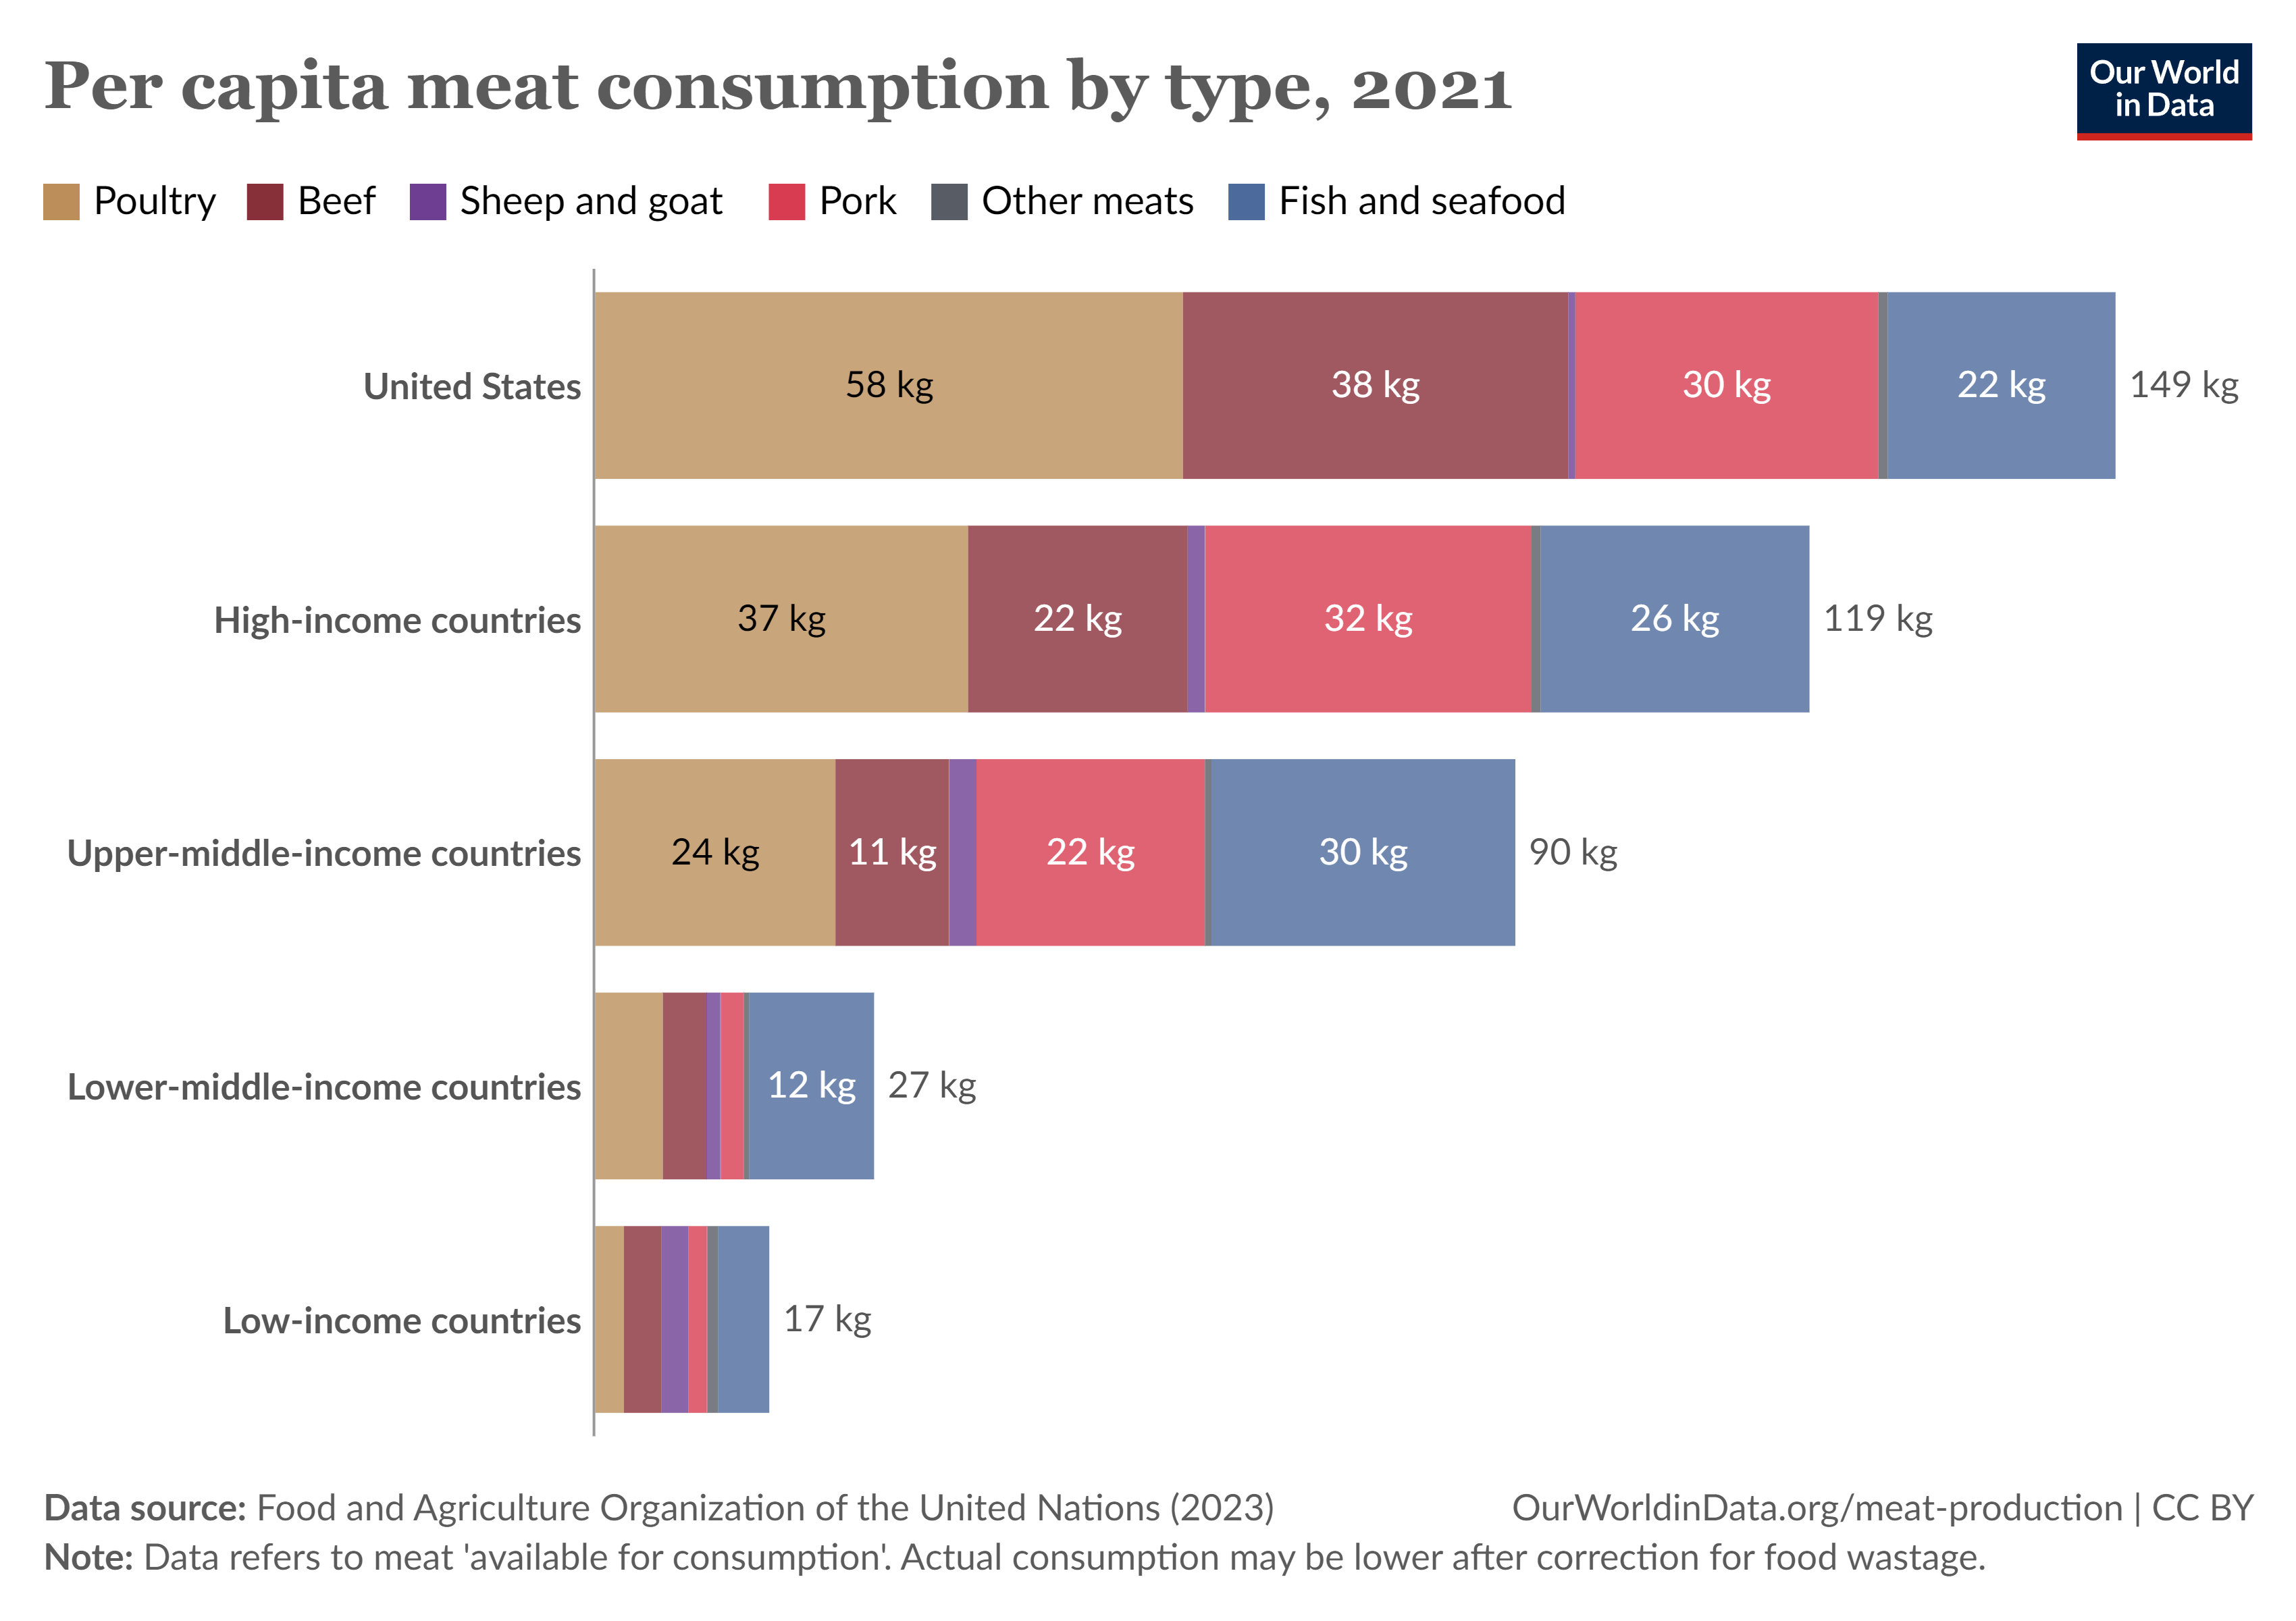 Per capita meat consumption by type, 2021
Our World
in Data
Poultry Beef Sheep and goat Pork Other meats Fish and seafood
United States 58 kg 38 kg 30 kg 22 kg 149 kg
High-income countries 37 kg 22 kg 32 kg 26 kg 119 kg
Upper-middle-income countries 24 kg 11 kg 22 kg 30 kg 90 kg
Lower-middle-income countries 12 kg 27 kg
Low-income countries 17 kg
Data source: Food and Agriculture Organization of the United Nations (2023) OurWorldinData.org/meat-production | CC BY
Note: Data refers to meat 'available for consumption'. Actual consumption may be lower after correction for food wastage.